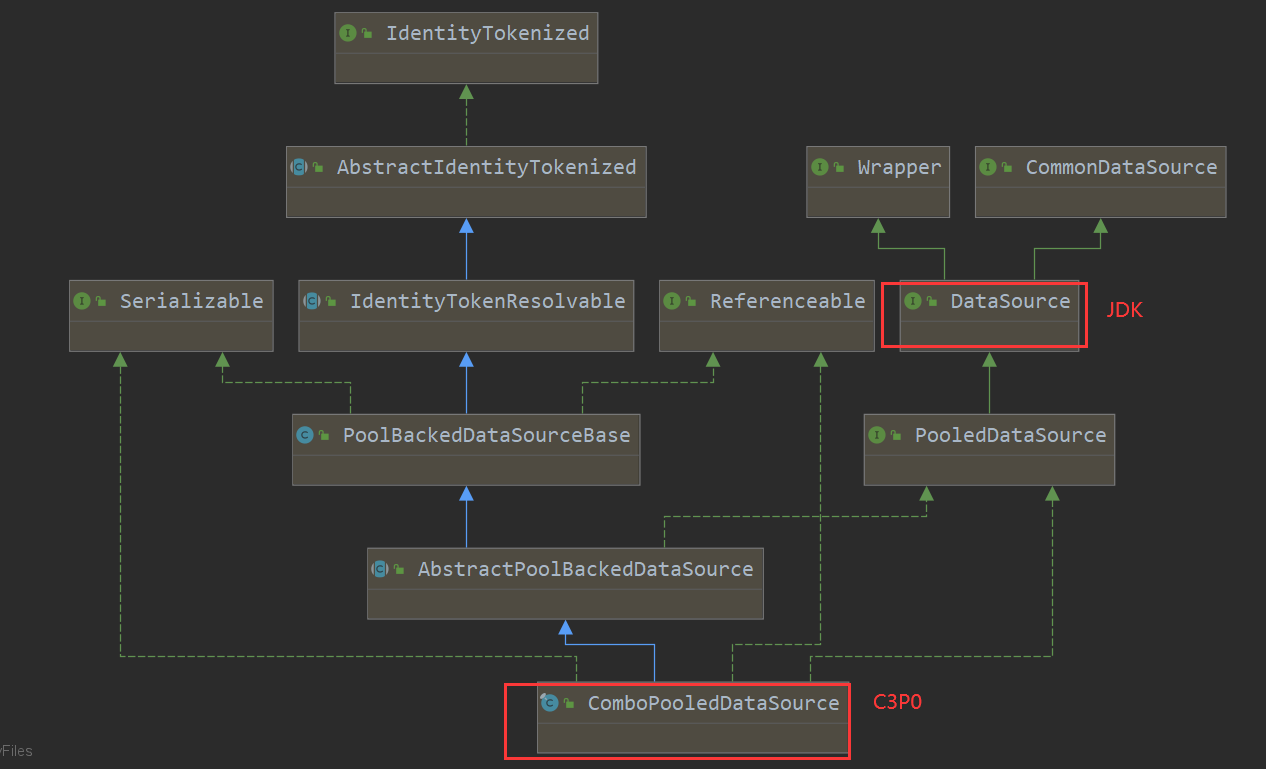 IdentityTokenized
AbstractIdentityTokenized
Wrapper
CommonDataSource
Serializable
IdentityTokenResolvable
Referenceable
DataSource
JDK
PoolBackedDataSourceBase
PooledDataSource
AbstractPoolBackedDataSource
ComboPooledDataSource
C3P0
yFiles